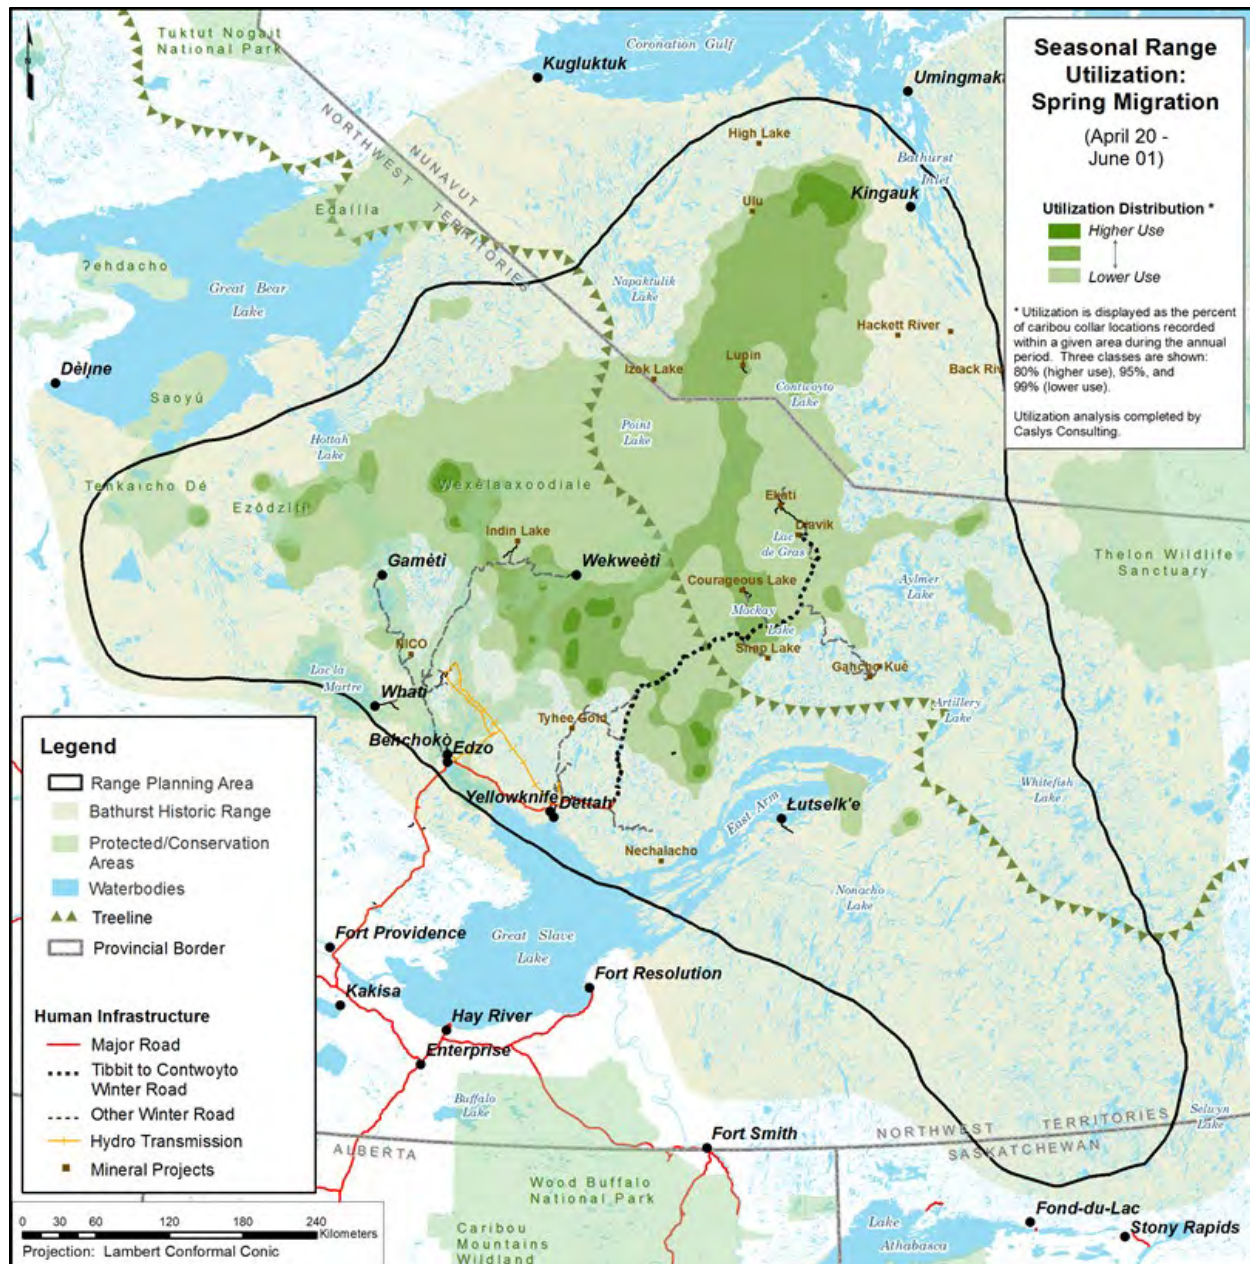 Tuktut Nogait
National Park
Coronation Gulf
Kugluktuk
NUNAVUT
NORTHWEST TERRITORIES
High Lake
Bathurst
Inlet
Kingauk
Ulu
Edaííla
Ɂehdacho
Great Bear
Lake
Napaktulik
Lake
Hackett River
Dèlįne
Saoyú
Izok Lake
Lupin
Contwoyto
Lake
Hottah
Lake
Point
Lake
Wexèlaaxoodiale
Ezǫ̀dzìtì
Ekati
Indin Lake
Diavik
Lac
de Gras
Gamètì
Wekweètì
Thelon Wildlife
Sanctuary
Courageous Lake
Aylmer
Lake
Mackay
Lake
NICO
Snap Lake
Gahcho Kué
Lac la
Martre
Whatì
Artillery
Lake
Tyhee Gold
Behchokǫ̀
Edzo
Yellowknife
Dettah
Whitefish
Lake
East Arm
Łutselk'e
Nechalacho
Nonacho
Lake
Great Slave
Lake
Fort Providence
Fort Resolution
Kakisa
Hay River
Enterprise
Buffalo
Lake
Fort Smith
NORTHWEST TERRITORIES
SASKATCHEWAN
Selwyn
Lake
ALBERTA
Wood Buffalo
National Park
Caribou
Mountains
Wildland
Lake
Athabasca
Fond-du-Lac
Stony Rapids
Seasonal Range
Utilization:
Spring Migration
(April 20 -
June 01)
Utilization Distribution *
Higher Use
Lower Use
* Utilization is displayed as the percent
of caribou collar locations recorded
within a given area during the annual
period. Three classes are shown:
80% (higher use), 95%, and
99% (lower use).
Utilization analysis completed by
Caslys Consulting.
Legend
Range Planning Area
Bathurst Historic Range
Protected/Conservation
Areas
Waterbodies
Treeline
Provincial Border
Human Infrastructure
Major Road
Tibbit to Contwoyto
Winter Road
Other Winter Road
Hydro Transmission
Mineral Projects
0 30 60 120 180 240
Kilometers
Projection: Lambert Conformal Conic